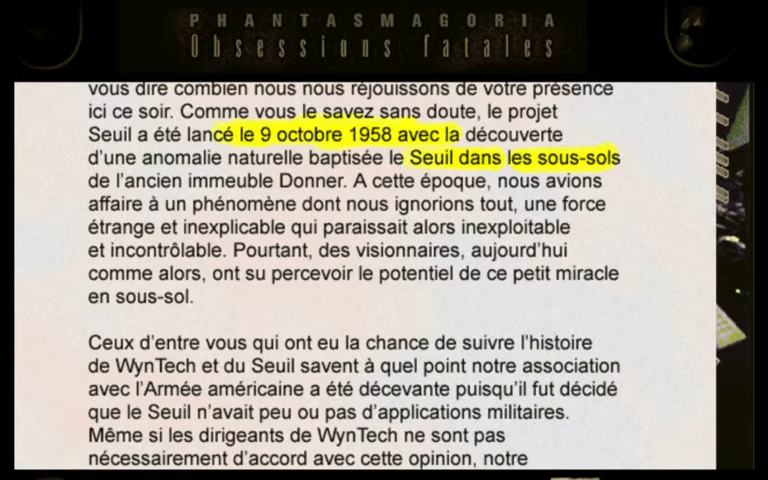 PHANTASMAGORIA
Obsessions fatales
vous dire combien nous nous réjouissons de votre présence
ici ce soir. Comme vous le savez sans doute, le projet
Seuil a été lancé le 9 octobre 1958 avec la découverte
d'une anomalie naturelle baptisée le Seuil dans les sous-sols
de l'ancien immeuble Donner. A cette époque, nous avions
affaire à un phénomène dont nous ignorions tout, une force
étrange et inexplicable qui paraissait alors inexploitable
et incontrôlable. Pourtant, des visionnaires, aujourd'hui
comme alors, ont su percevoir le potentiel de ce petit miracle
en sous-sol.
Ceux d'entre vous qui ont eu la chance de suivre l'histoire
de WynTech et du Seuil savent à quel point notre association
avec l'Armée américaine a été décevante puisqu'il fut décidé
que le Seuil n'avait peu ou pas d'applications militaires.
Même si les dirigeants de WynTech ne sont pas
nécessairement d'accord avec cette opinion, notre